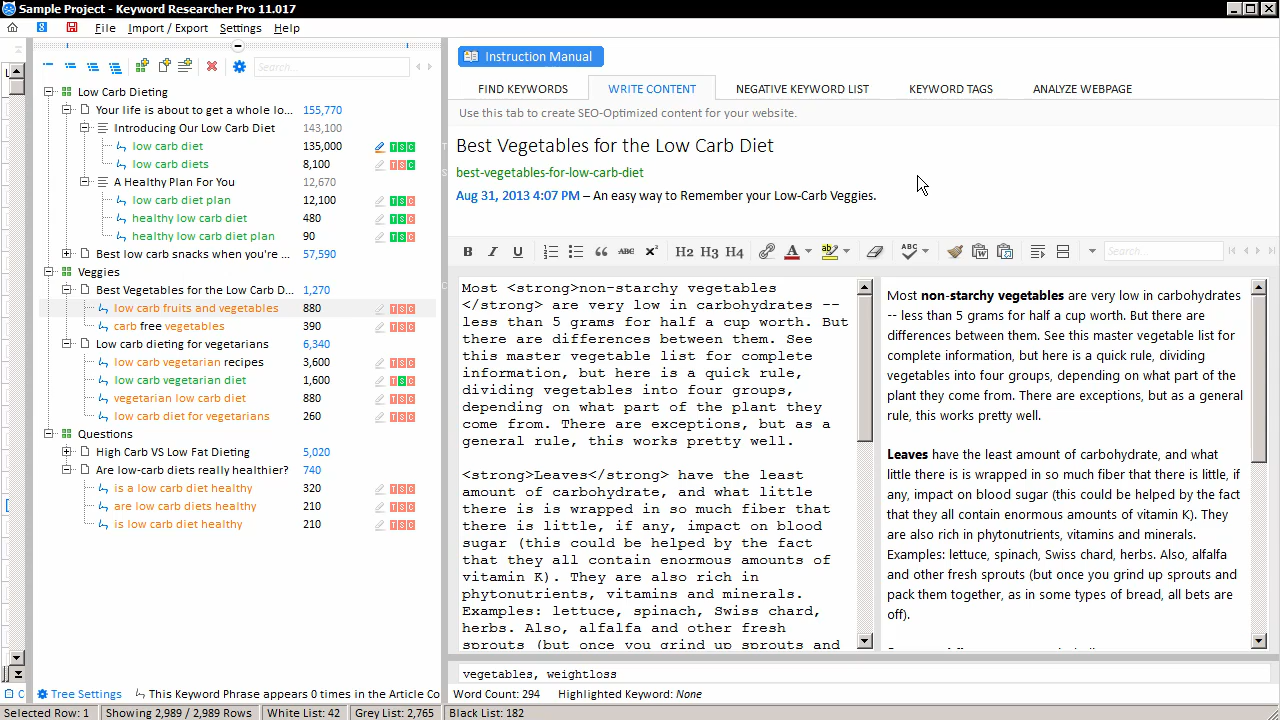 Sample Project - Keyword Researcher Pro 11.017
File Import / Export Settings Help
Search...
Low Carb Dieting
Your life is about to get a whole lo... 155,770
Introducing Our Low Carb Diet 143,100
low carb diet 135,000 T S C
low carb diets 8,100 T S C
A Healthy Plan For You 12,670
low carb diet plan 12,100 T S C
healthy low carb diet 480 T S C
healthy low carb diet plan 90 T S C
Best low carb snacks when you're ... 57,590
Veggies
Best Vegetables for the Low Carb D... 1,270
low carb fruits and vegetables 880 T S C
carb free vegetables 390 T S C
Low carb dieting for vegetarians 6,340
low carb vegetarian recipes 3,600 T S C
low carb vegetarian diet 1,600 T S C
vegetarian low carb diet 880 T S C
low carb diet for vegetarians 260 T S C
Questions
High Carb VS Low Fat Dieting 5,020
Are low-carb diets really healthier? 740
is a low carb diet healthy 320 T S C
are low carb diets healthy 210 T S C
is low carb diet healthy 210 T S C
Tree Settings This Keyword Phrase appears 0 times in the Article Co
Instruction Manual
FIND KEYWORDS WRITE CONTENT NEGATIVE KEYWORD LIST KEYWORD TAGS ANALYZE WEBPAGE
Use this tab to create SEO-Optimized content for your website.
Best Vegetables for the Low Carb Diet
best-vegetables-for-low-carb-diet
Aug 31, 2013 4:07 PM – An easy way to Remember your Low-Carb Veggies.
B I U ABC X H2 H3 H4 A ab ABC Search...
Most <strong>non-starchy vegetables
</strong> are very low in carbohydrates --
less than 5 grams for half a cup worth. But
there are differences between them. See
this master vegetable list for complete
information, but here is a quick rule,
dividing vegetables into four groups,
depending on what part of the plant they
come from. There are exceptions, but as a
general rule, this works pretty well.
<strong>Leaves</strong> have the least
amount of carbohydrate, and what little
there is is wrapped in so much fiber that
there is little, if any, impact on blood
sugar (this could be helped by the fact
that they all contain enormous amounts of
vitamin K). They are also rich in
phytonutrients, vitamins and minerals.
Examples: lettuce, spinach, Swiss chard,
herbs. Also, alfalfa and other fresh
sprouts (but once you grind up sprouts and
Most non-starchy vegetables are very low in carbohydrates
-- less than 5 grams for half a cup worth. But there are
differences between them. See this master vegetable list for
complete information, but here is a quick rule, dividing
vegetables into four groups, depending on what part of the
plant they come from. There are exceptions, but as a general
rule, this works pretty well.
Leaves have the least amount of carbohydrate, and what
little there is is wrapped in so much fiber that there is little, if
any, impact on blood sugar (this could be helped by the fact
that they all contain enormous amounts of vitamin K). They
are also rich in phytonutrients, vitamins and minerals.
Examples: lettuce, spinach, Swiss chard, herbs. Also, alfalfa
and other fresh sprouts (but once you grind up sprouts and
pack them together, as in some types of bread, all bets are
off).
vegetables, weightloss
Word Count: 294 Highlighted Keyword: None
Selected Row: 1 Showing 2,989 / 2,989 Rows White List: 42 Grey List: 2,765 Black List: 182